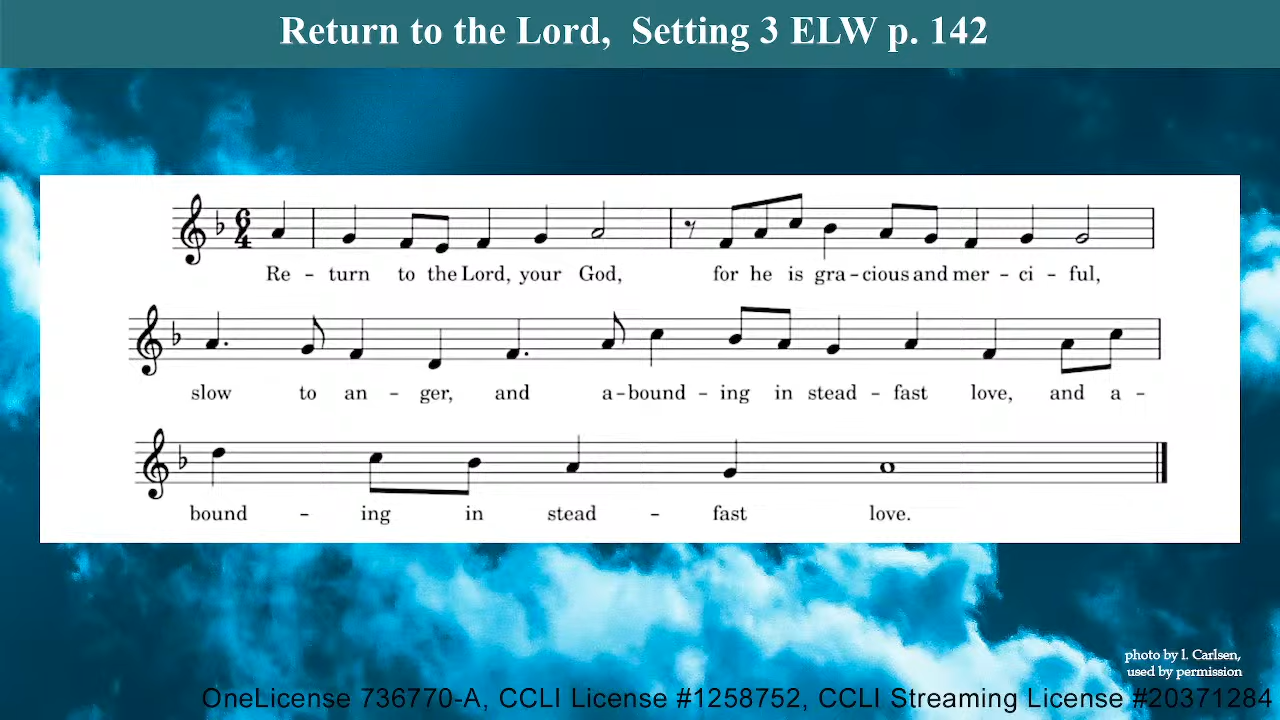 Return to the Lord,  Setting 3 ELW p. 142
6
4
Re - turn to the Lord, your God, for he is gra - cious and mer - ci - ful,
slow to an - ger, and a - bound - ing in stead - fast love, and a -
bound - ing in stead - fast love.
photo by l. Carlsen,
used by permission
OneLicense 736770-A, CCLI License #1258752, CCLI Streaming License #20371284